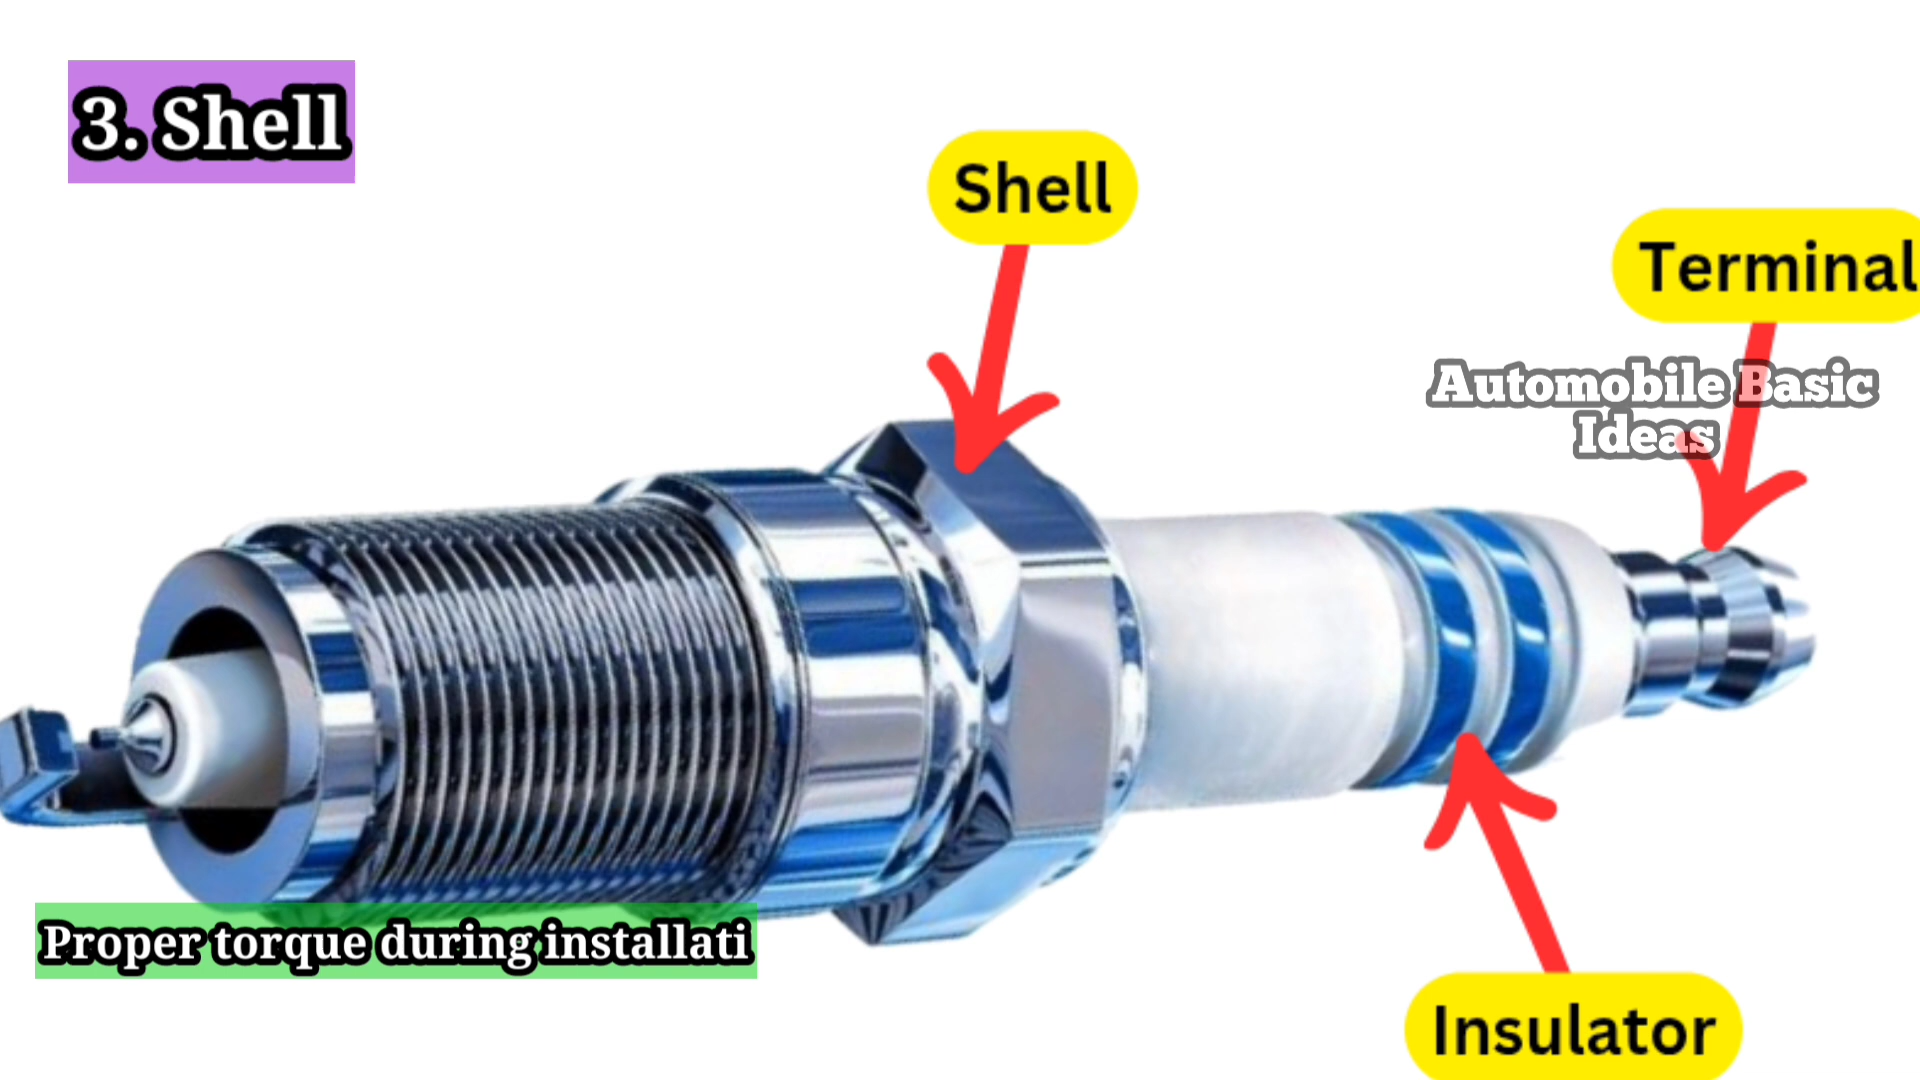 3. Shell
Shell
Terminal
Automobile Basic
Ideas
Proper torque during installati
Insulator